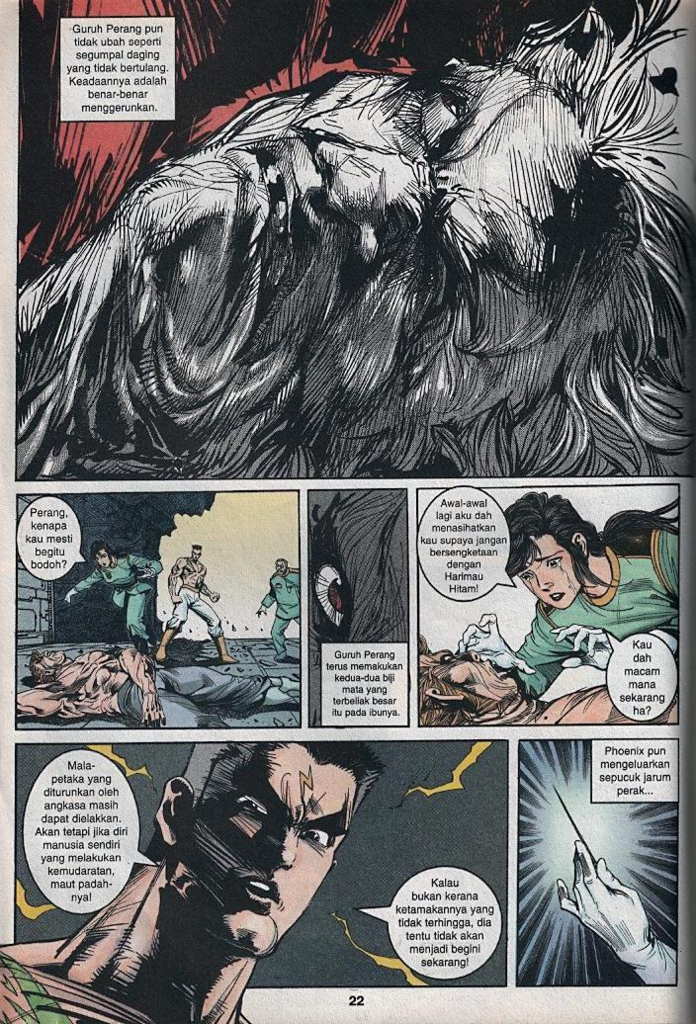 Guruh Perang pun
tidak ubah seperti
segumpal daging
yang tidak bertulang.
Keadaannya adalah
benar-benar
menggerunkan.
Perang,
kenapa
kau mesti
begitu
bodoh?
Guruh Perang
terus memakukan
kedua-dua biji
mata yang
terbeliak besar
itu pada ibunya.
Awal-awal
lagi aku dah
menasihatkan
kau supaya jangan
bersengketaan
dengan
Harimau
Hitam!
Kau
dah
macam
mana
sekarang
ha?
Mala-
petaka yang
diturunkan oleh
angkasa masih
dapat dielakkan.
Akan tetapi jika diri
manusia sendiri
yang melakukan
kemudaratan,
maut padah-
nya!
Kalau
bukan kerana
ketamakannya yang
tidak terhingga, dia
tentu tidak akan
menjadi begini
sekarang!
Phoenix pun
mengeluarkan
sepucuk jarum
perak...
22